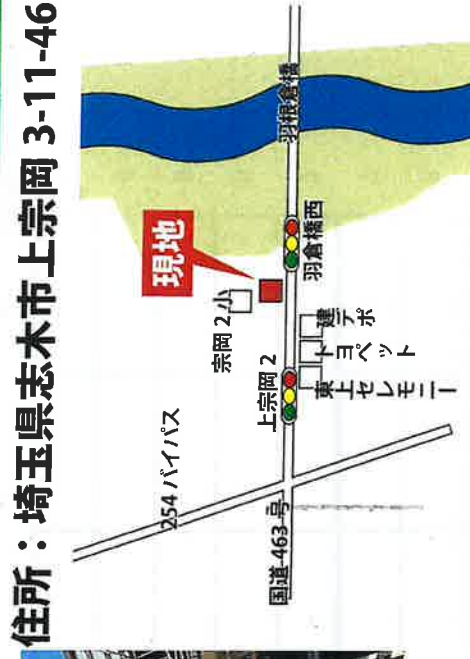 住所：埼玉県志木市上宗岡 3-11-46
254 バイパス
宗岡 2 小
現地
国道 463 号
上宗岡 2
羽倉橋西
羽根倉橋
東上セレモニー
トヨペット
建デポ